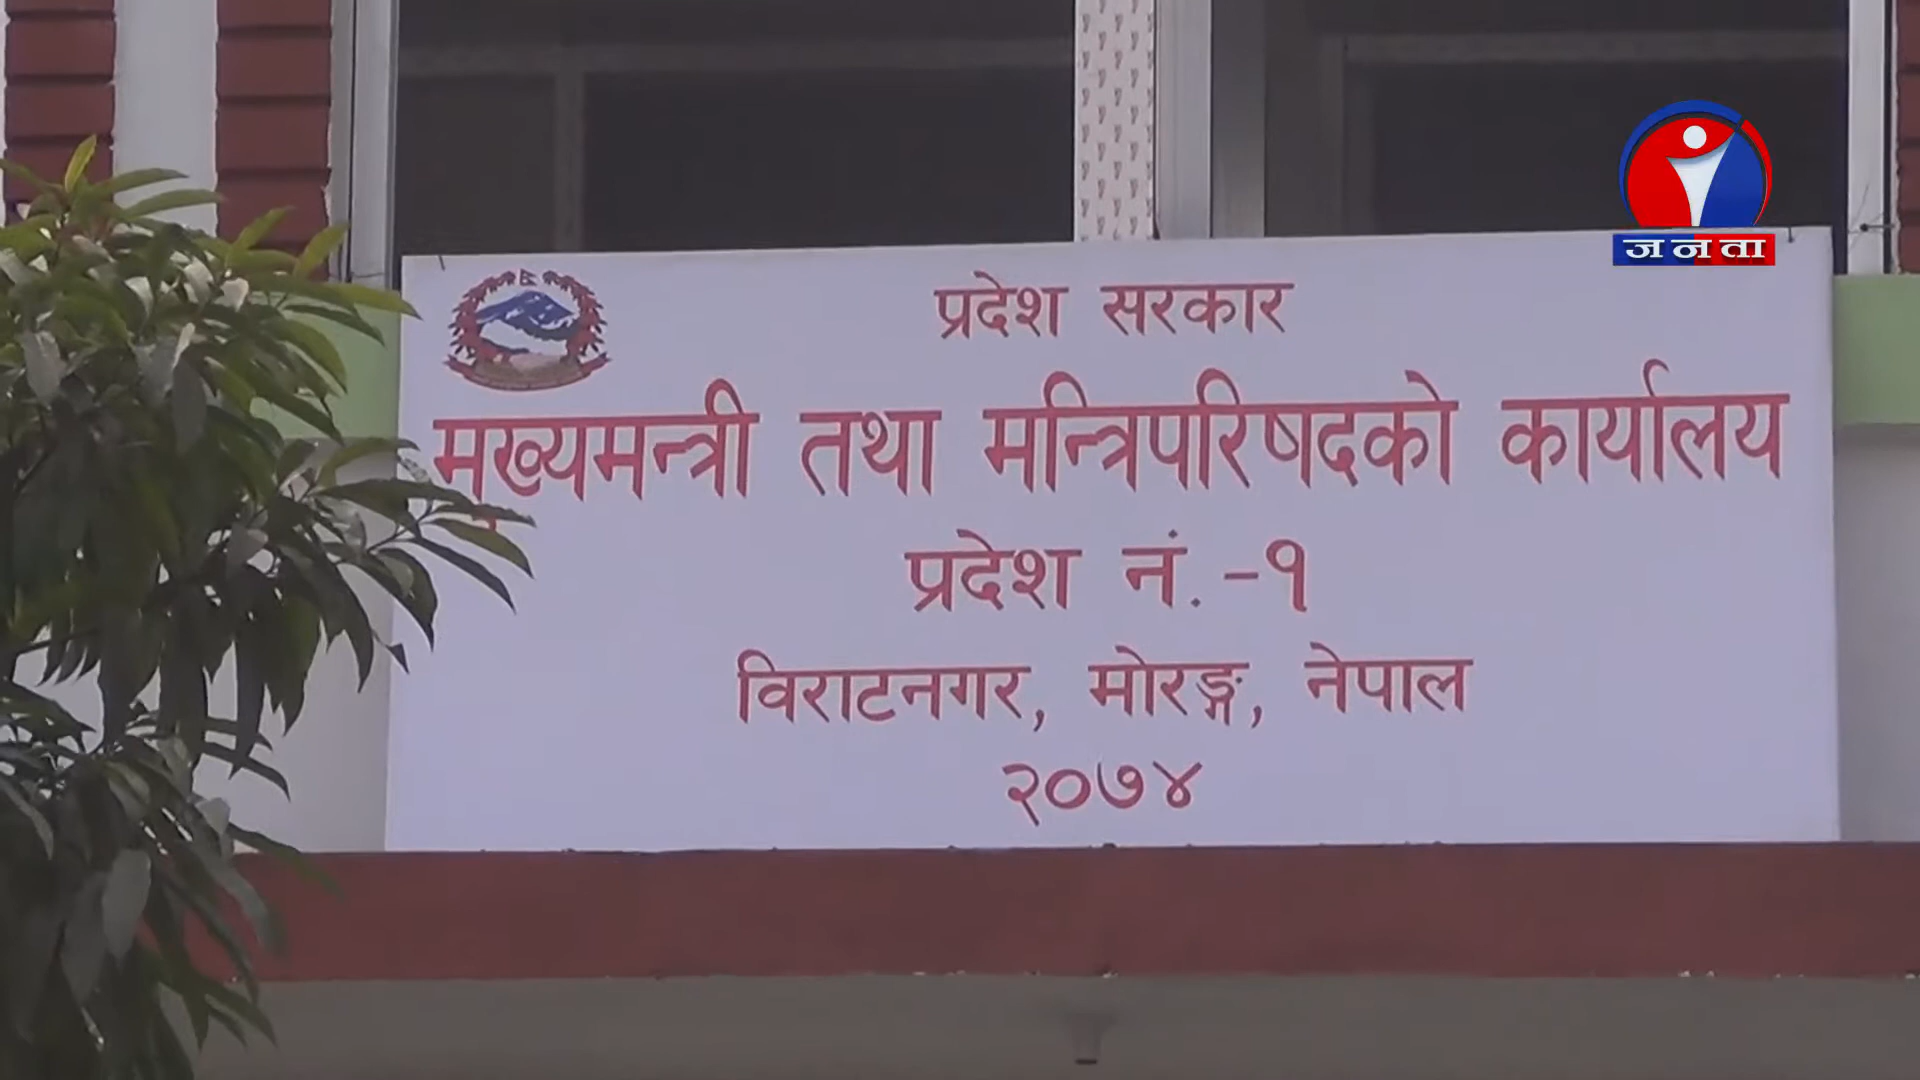 जनता
प्रदेश सरकार
मुख्यमन्त्री तथा मन्त्रिपरिषदको कार्यालय
प्रदेश नं. -१
विराटनगर, मोरङ्ग, नेपाल
२०७४